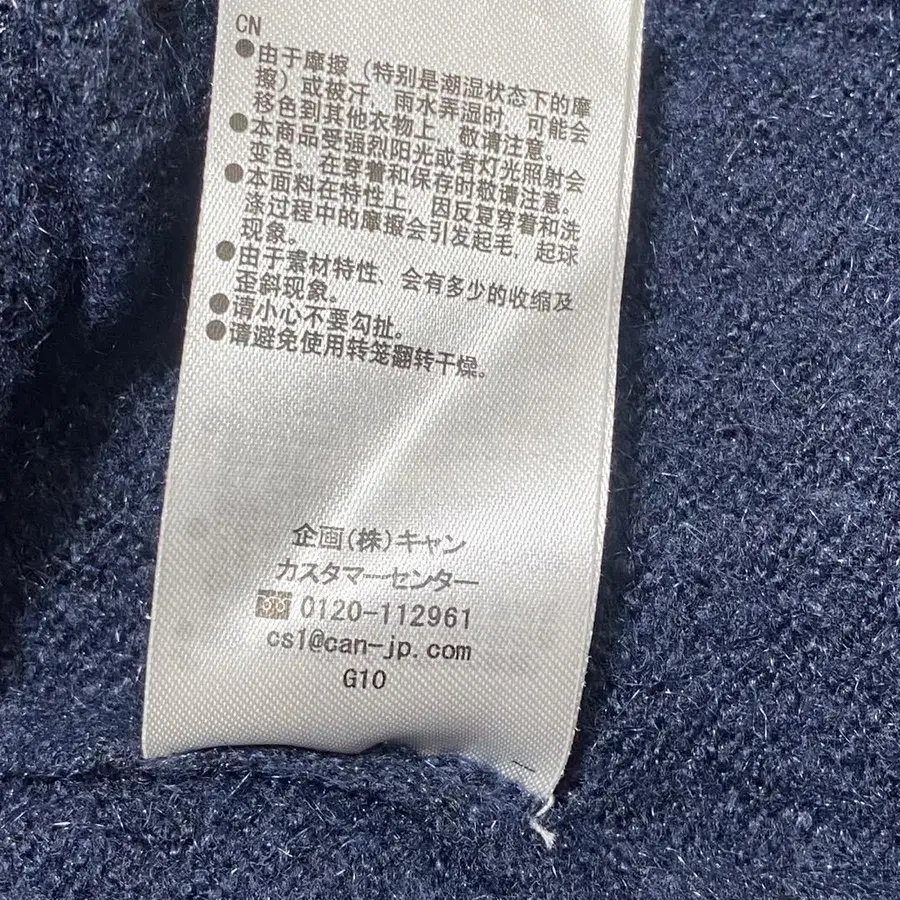 CN
●由于摩擦（特别是潮湿状态下的摩
擦）或被汗、雨水弄湿时，可能会
移色到其他衣物上，敬请注意。
●本商品受强烈阳光或者灯光照射会
变色。在穿着和保存时敬请注意。
●本面料在特性上，因反复穿着和洗
涤过程中的摩擦会引发起毛，起球
现象。
●由于素材特性、会有多少的收缩及
歪斜现象。
●请小心不要勾扯。
●请避免使用转笼翻转干燥。
企画(株)キャン
カスタマーセンター
0120-112961
cs1@can-jp.com
G10